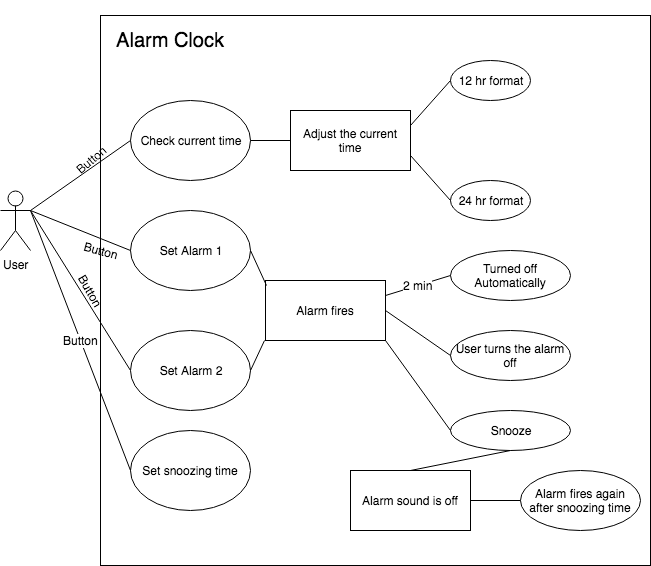 Alarm Clock
12 hr format
Check current time
Adjust the current
time
Button
24 hr format
User
Button
Set Alarm 1
Turned off
Automatically
2 min
Button
Alarm fires
Button
User turns the alarm
off
Set Alarm 2
Snooze
Set snoozing time
Alarm sound is off
Alarm fires again
after snoozing time